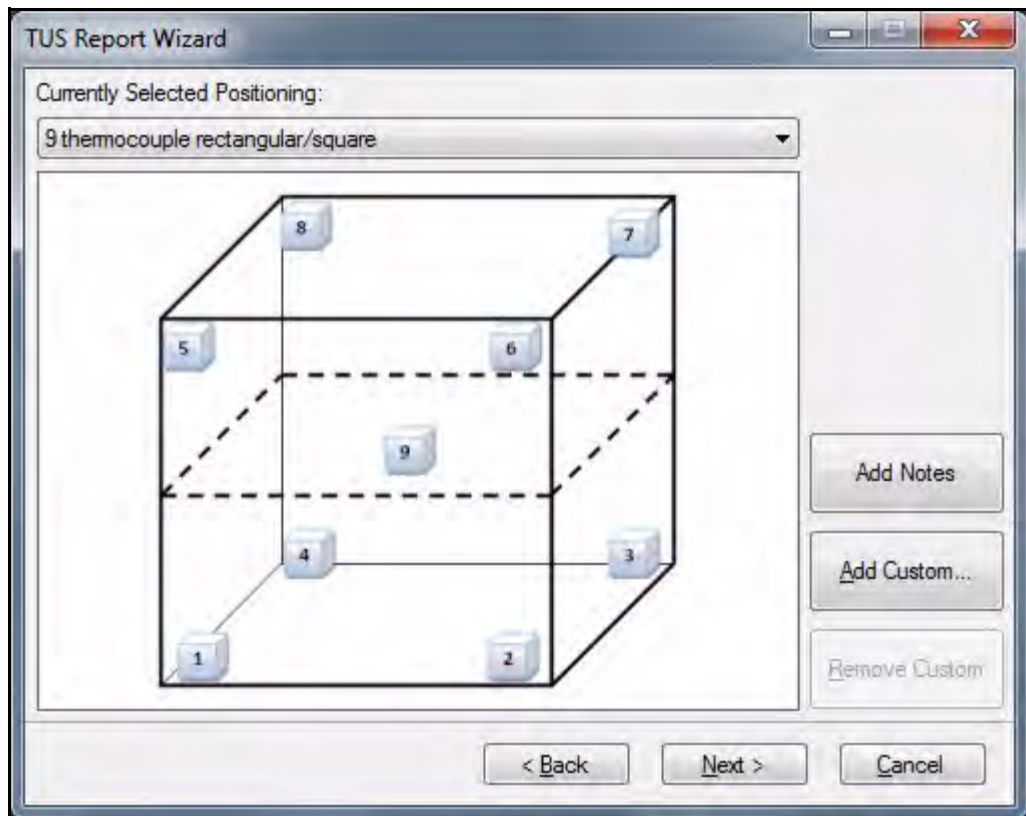 TUS Report Wizard
Currently Selected Positioning:
9 thermocouple rectangular/square
8
7
5
6
9
4
3
1
2
Add Notes
Add Custom...
Remove Custom
< Back
Next >
Cancel